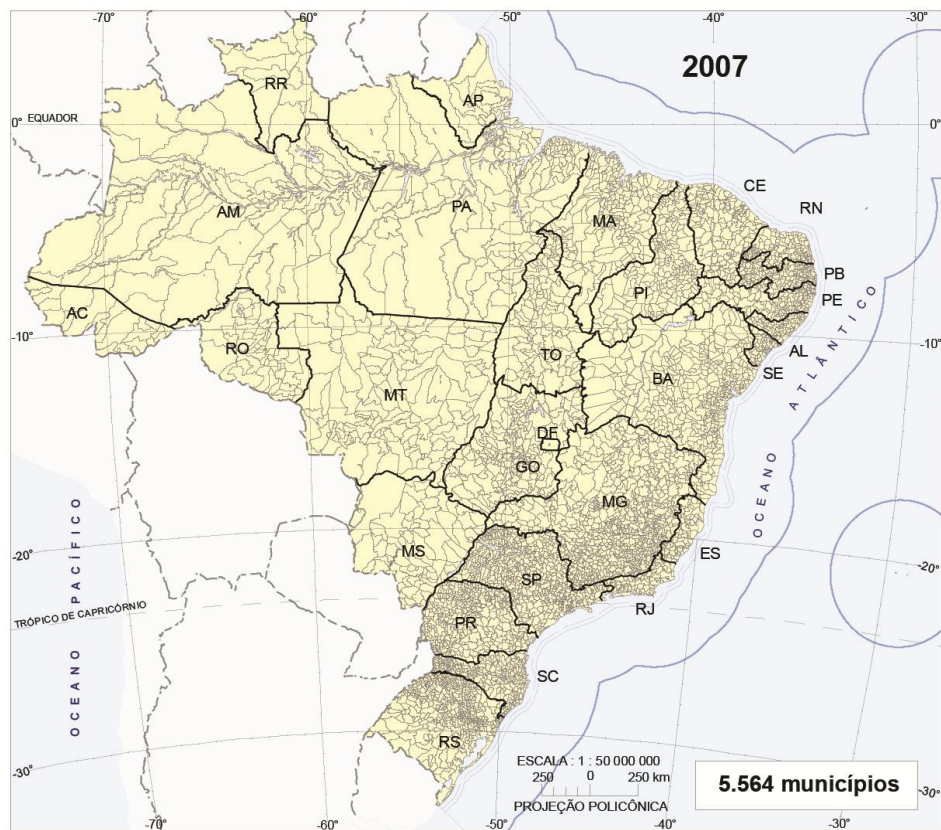 -70° -60° -50° -40° -30°
2007
RR
AP
0° EQUADOR 0°
CE
RN
AM
PA
MA
PB
PI
PE
AC
-10° -10°
RO
TO
AL
SE
MT
BA
DF
GO
MG
OCEANO ATLÂNTICO
OCEANO PACÍFICO
MS
ES
-20° -20°
SP
TRÓPICO DE CAPRICÓRNIO
RJ
PR
SC
RS
ESCALA : 1 : 50 000 000
250 0 250 km
PROJEÇÃO POLICÔNICA
5.564 municípios
-30° -30°
-70° -60° -50° -40° -30°